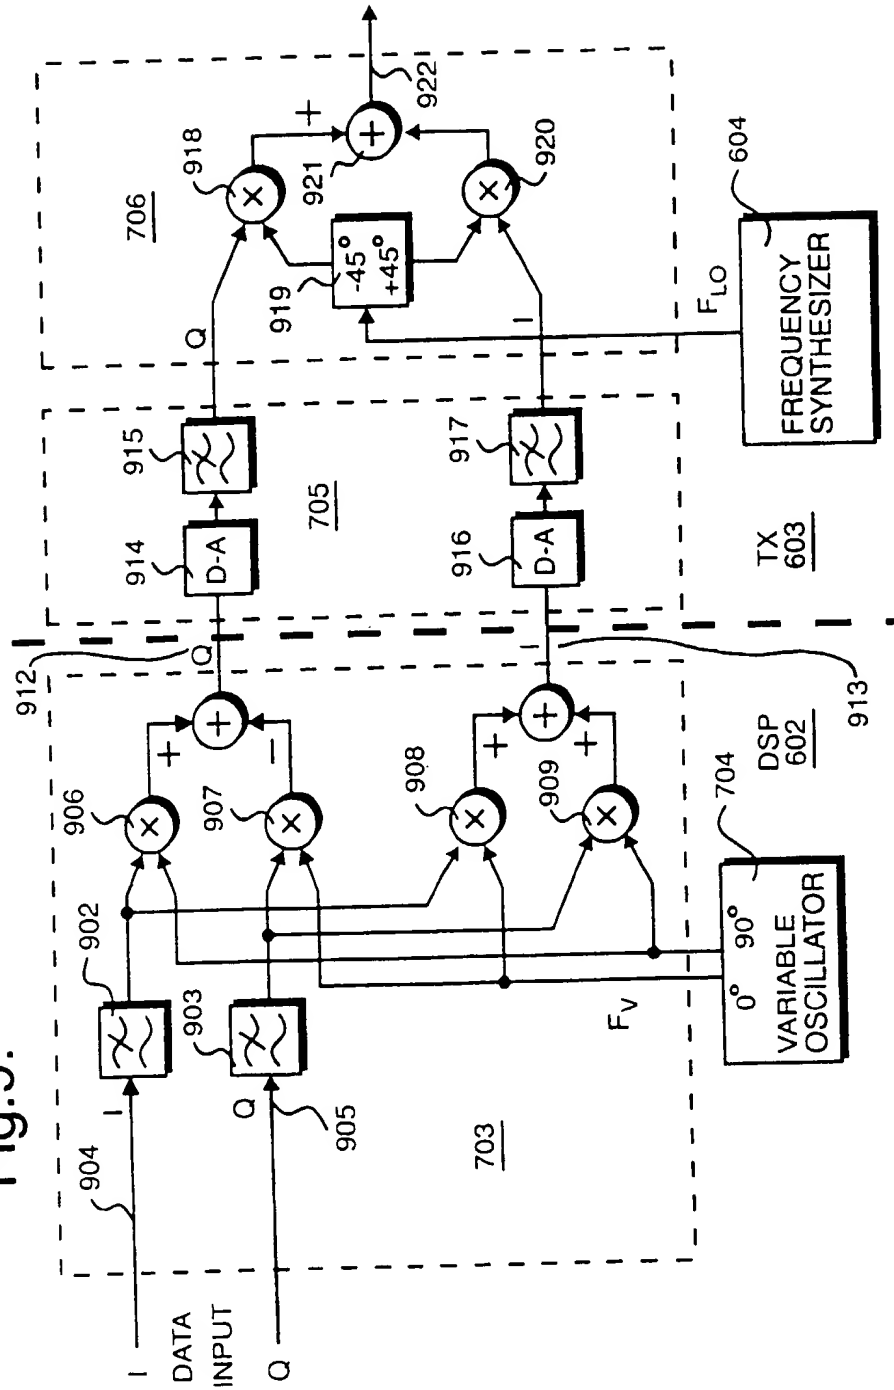 Fig.9.
I
DATA
INPUT
Q
904
I
Q
905
902
903
703
906
907
908
909
+
−
+
+
×
×
×
×
+
+
F_V
0° 90°
VARIABLE
OSCILLATOR
704
DSP
602
912
Q
I
913
914
D-A
915
705
916
D-A
917
TX
603
Q
I
706
918
×
919
-45°
+45°
+
921
+
922
×
920
F_LO
604
FREQUENCY
SYNTHESIZER